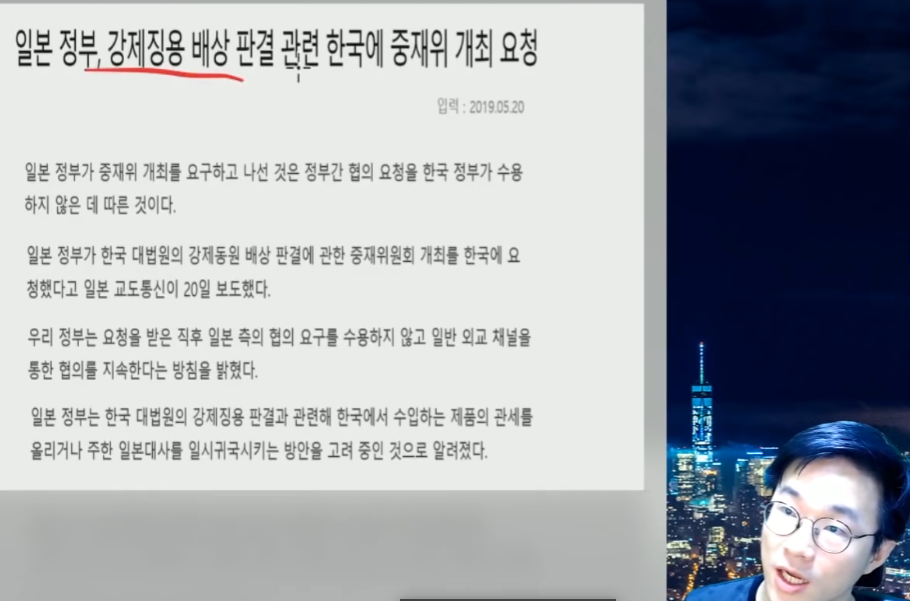 일본 정부, 강제징용 배상 판결 관련 한국에 중재위 개최 요청
입력 : 2019.05.20
일본 정부가 중재위 개최를 요구하고 나선 것은 정부간 협의 요청을 한국 정부가 수용
하지 않은 데 따른 것이다.
일본 정부가 한국 대법원의 강제동원 배상 판결에 관한 중재위원회 개최를 한국에 요
청했다고 일본 교도통신이 20일 보도했다.
우리 정부는 요청을 받은 직후 일본 측의 협의 요구를 수용하지 않고 일반 외교 채널을
통한 협의를 지속한다는 방침을 밝혔다.
일본 정부는 한국 대법원의 강제징용 판결과 관련해 한국에서 수입하는 제품의 관세를
올리거나 주한 일본대사를 일시귀국시키는 방안을 고려 중인 것으로 알려졌다.